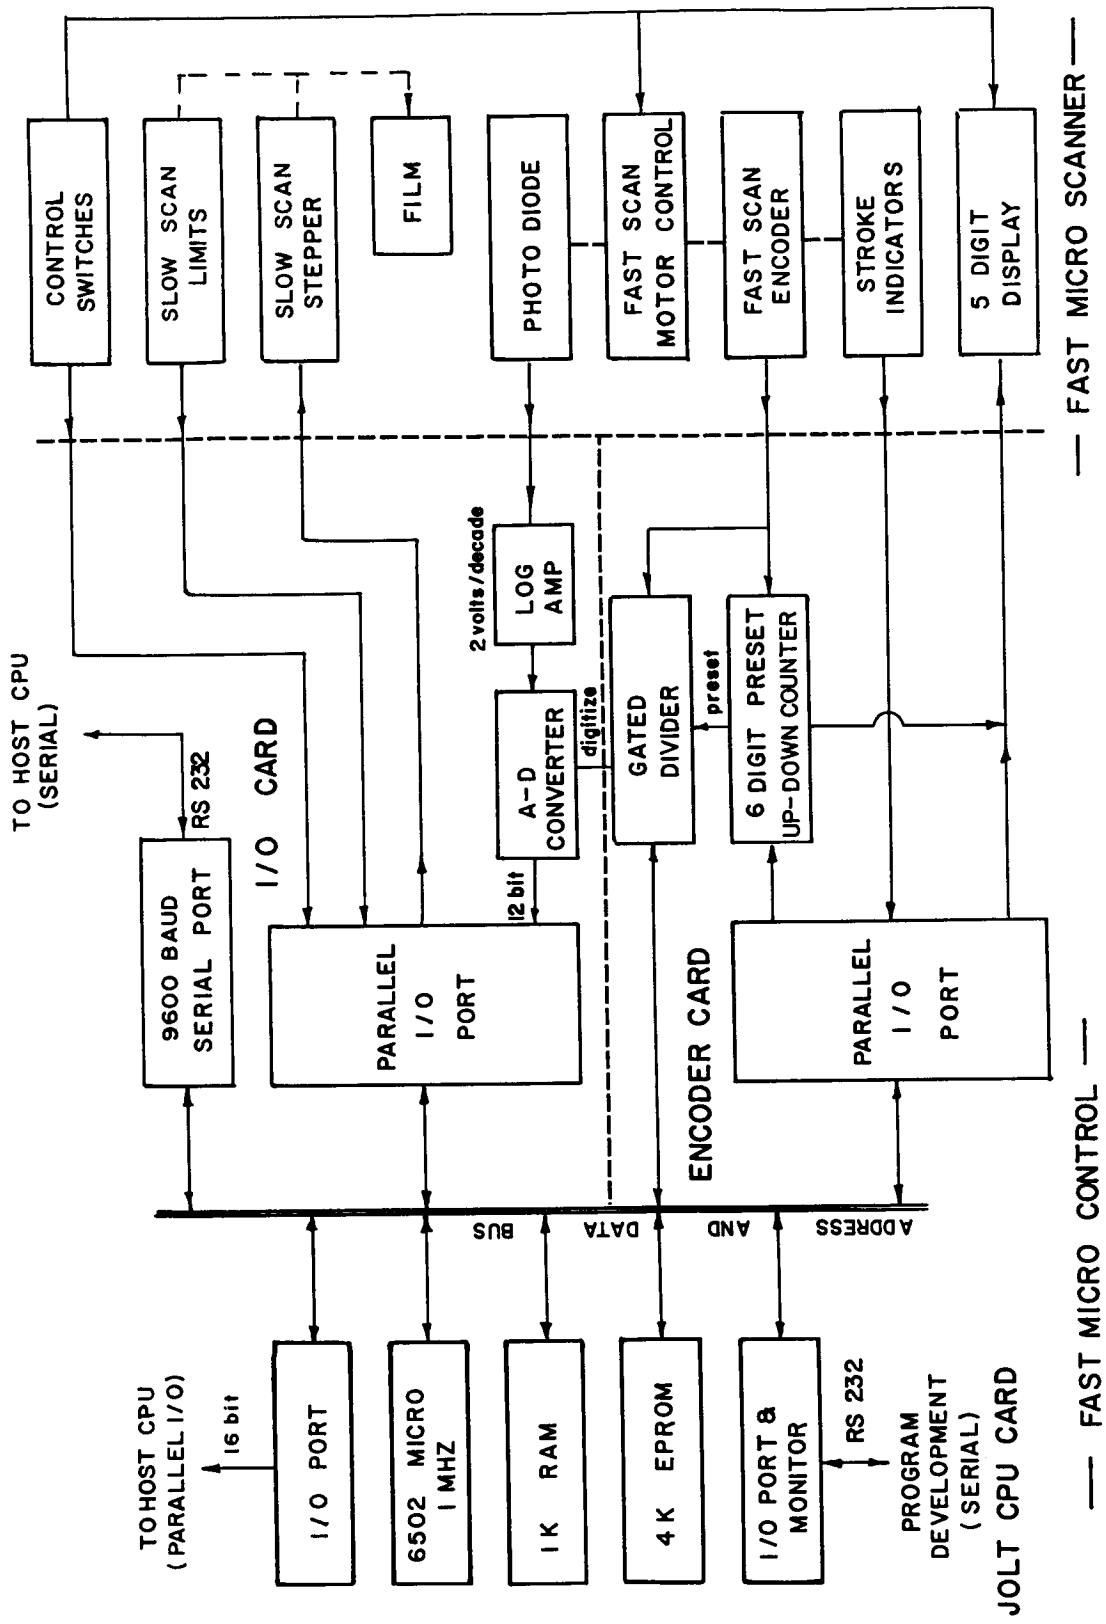 TO HOST CPU
(PARALLEL I/O)
16 bit
I/O PORT
6502 MICRO
1 MHZ
1K RAM
4K EPROM
I/O PORT &
MONITOR
RS 232
PROGRAM
DEVELOPMENT
(SERIAL)
JOLT CPU CARD
ADDRESS AND DATA BUS
TO HOST CPU
(SERIAL)
RS 232
9600 BAUD
SERIAL PORT
I/O CARD
PARALLEL
I/O
PORT
12 bit
A-D
CONVERTER
digitize
2 volts/decade
LOG
AMP
ENCODER CARD
GATED
DIVIDER
preset
6 DIGIT PRESET
UP-DOWN COUNTER
PARALLEL
I/O
PORT
— FAST MICRO CONTROL —
CONTROL
SWITCHES
SLOW SCAN
LIMITS
SLOW SCAN
STEPPER
FILM
PHOTO DIODE
FAST SCAN
MOTOR CONTROL
FAST SCAN
ENCODER
STROKE
INDICATORS
5 DIGIT
DISPLAY
— FAST MICRO SCANNER —